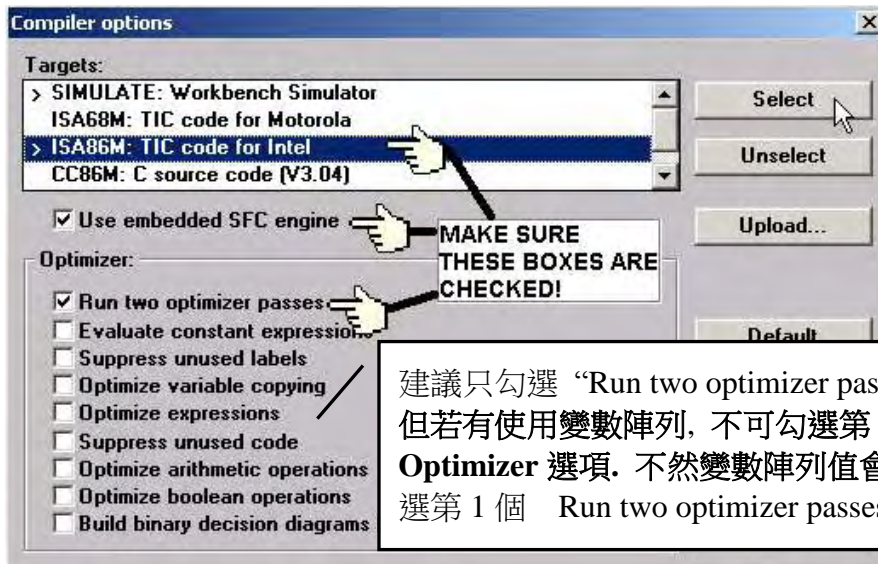 Compiler options
Targets:
> SIMULATE: Workbench Simulator
ISA68M: TIC code for Motorola
> ISA86M: TIC code for Intel
CC86M: C source code (V3.04)
Select
Unselect
Upload...
Use embedded SFC engine
MAKE SURE
THESE BOXES ARE
CHECKED!
Optimizer:
Run two optimizer passes
Evaluate constant expressions
Suppress unused labels
Optimize variable copying
Optimize expressions
Suppress unused code
Optimize arithmetic operations
Optimize boolean operations
Build binary decision diagrams
Default
建議只勾選 “Run two optimizer pas
但若有使用變數陣列, 不可勾選第
Optimizer 選項. 不然變數陣列值會
選第 1 個 Run two optimizer passes